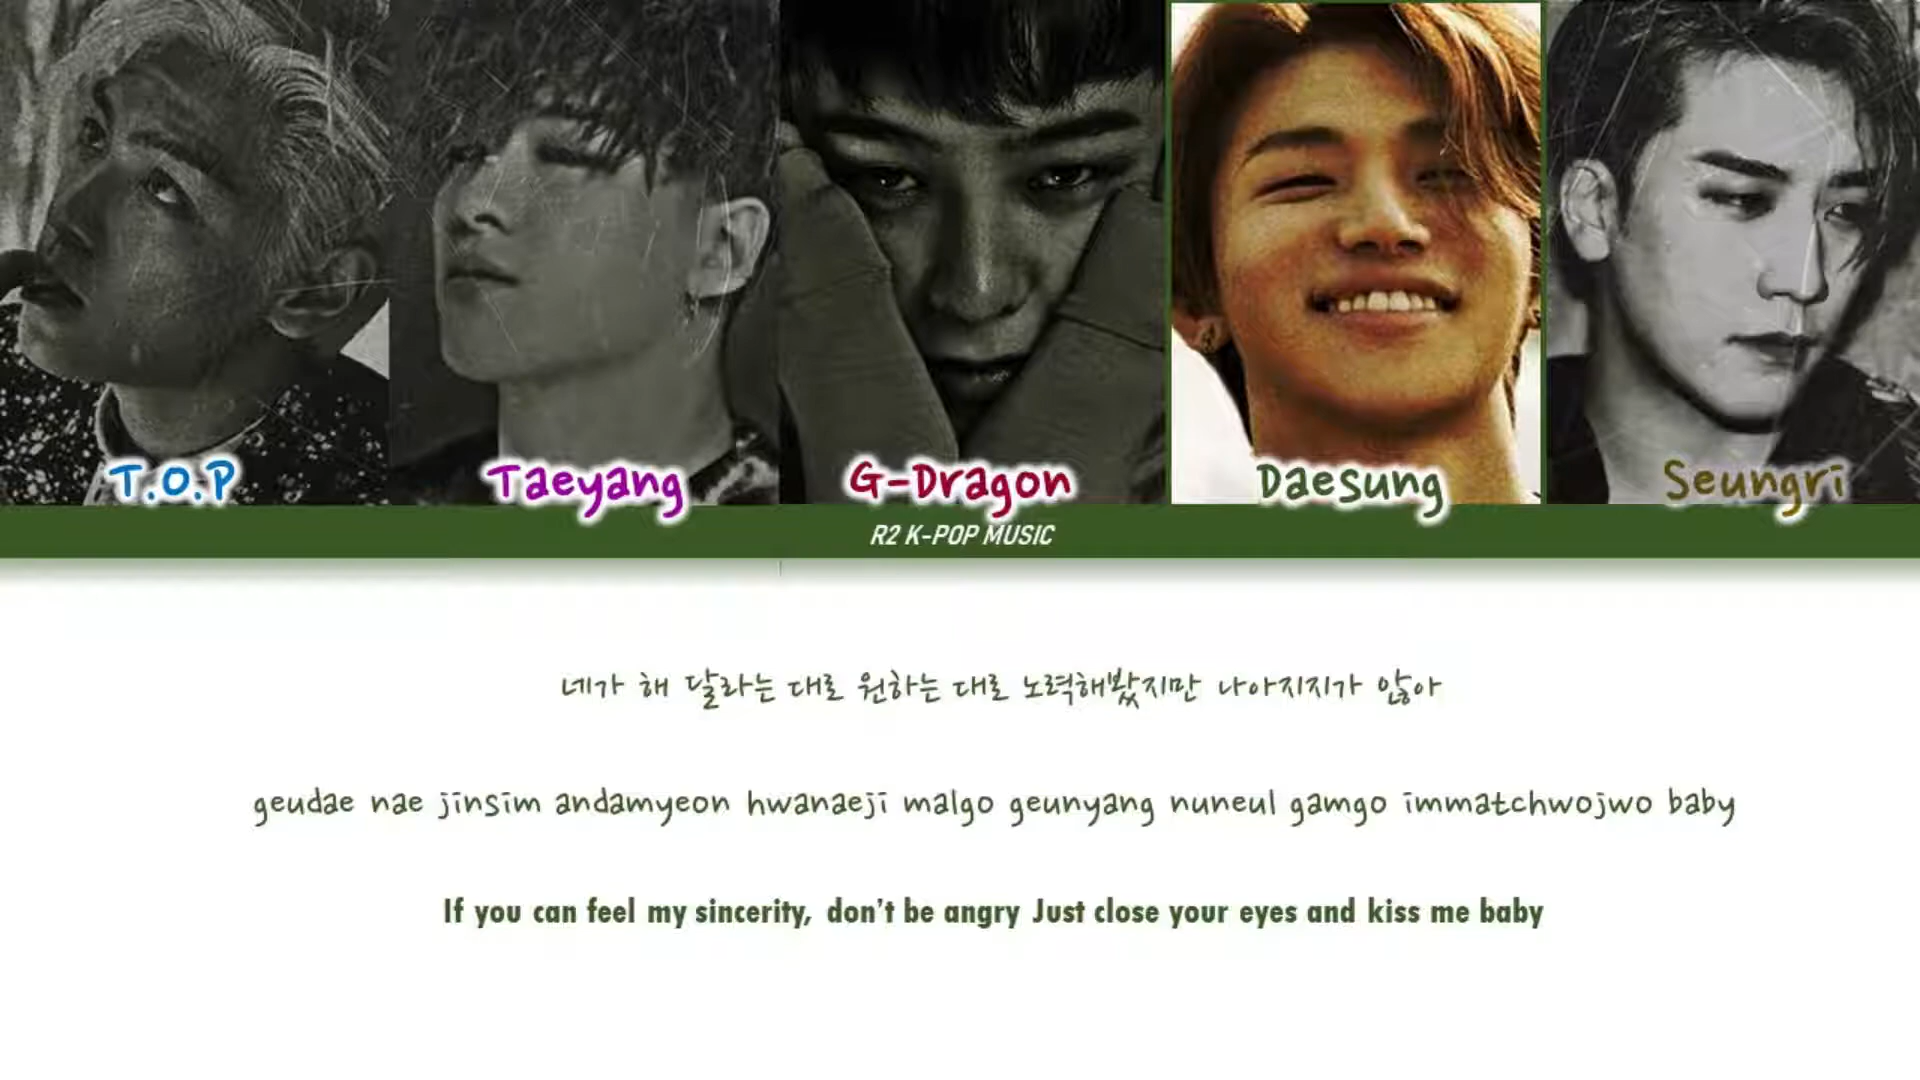 T.O.P
Taeyang
G-Dragon
Daesung
Seungri
R2 K-POP MUSIC
네가 해 달라는 대로 원하는 대로 노력해봤지만 나아지지가 않아
geudae nae jinsim andamyeon hwanaeji malgo geunyang nuneul gamgo immatchwojwo baby
If you can feel my sincerity, don't be angry Just close your eyes and kiss me baby